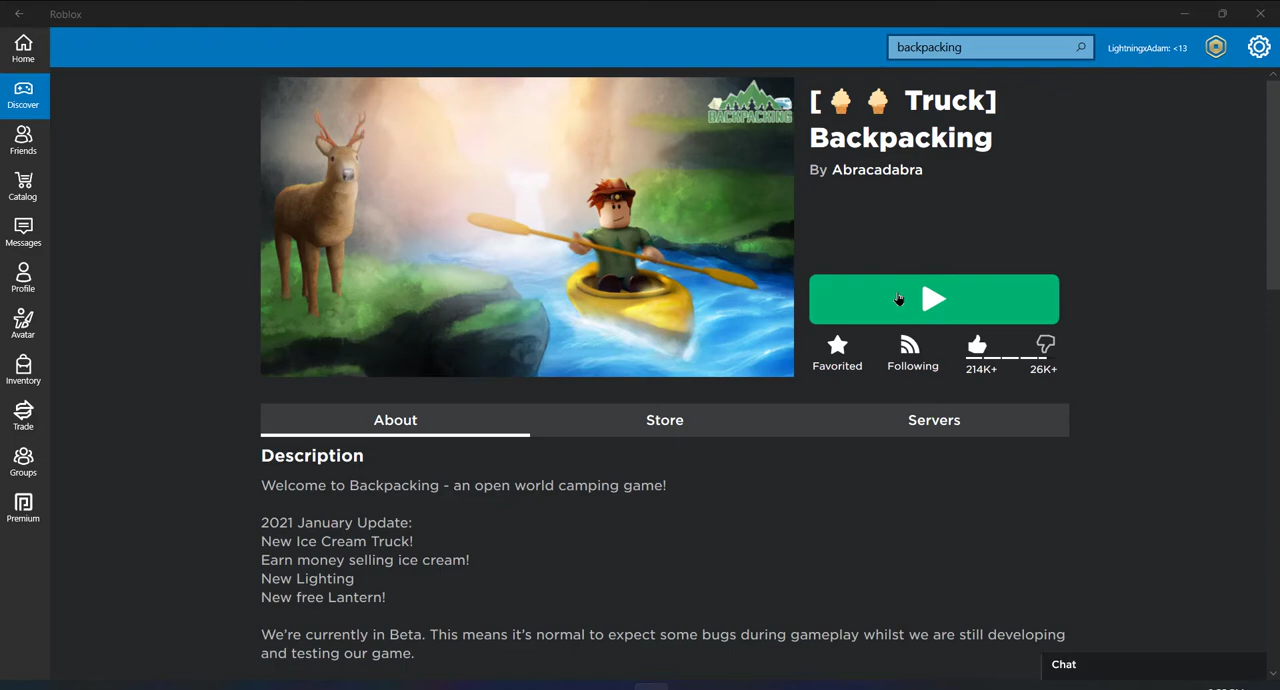 Roblox
Home
Discover
Friends
Catalog
Messages
Profile
Avatar
Inventory
Trade
Groups
Premium
backpacking
LightningxAdam: <13
BACKPACKING
[🍦🍦 Truck]
Backpacking
By Abracadabra
Favorited
Following
214K+
26K+
About
Store
Servers
Description
Welcome to Backpacking - an open world camping game!
2021 January Update:
New Ice Cream Truck!
Earn money selling ice cream!
New Lighting
New free Lantern!
We're currently in Beta. This means it's normal to expect some bugs during gameplay whilst we are still developing
and testing our game.
Chat